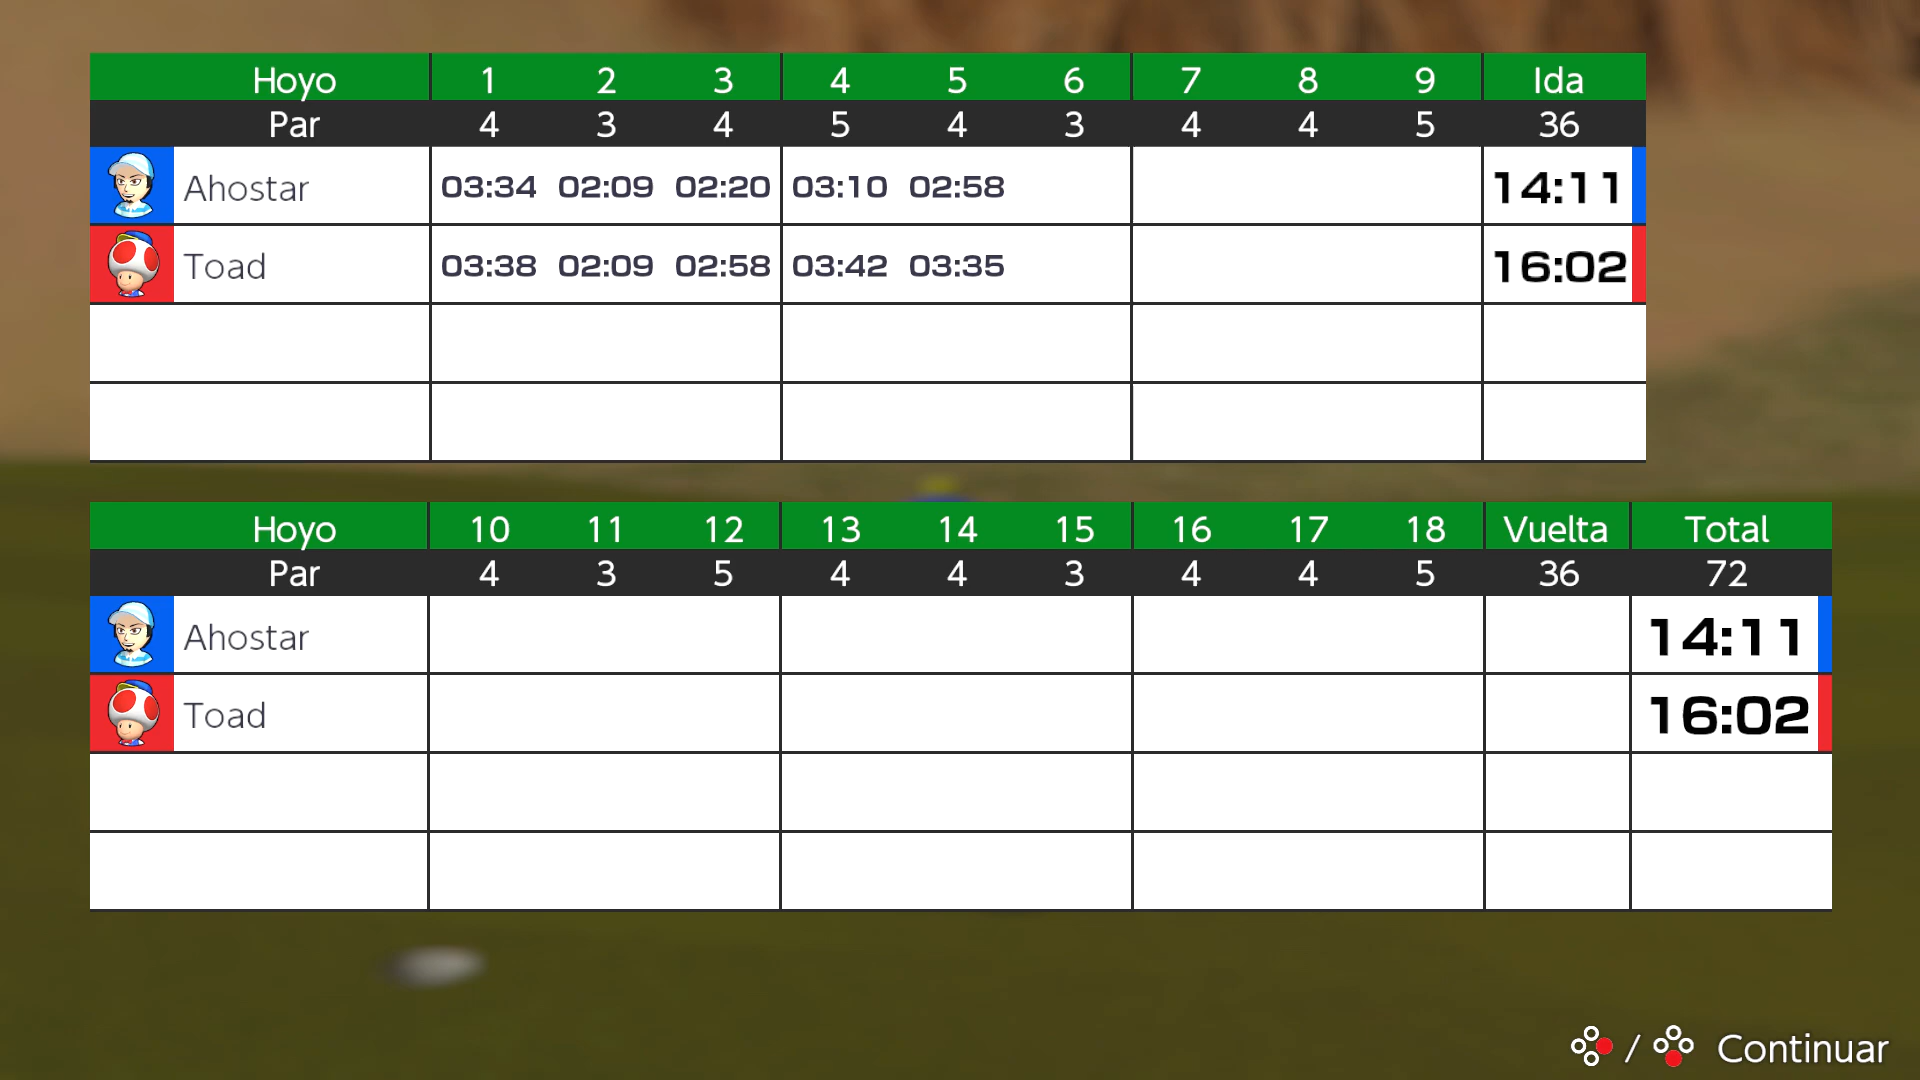 Hoyo 1 2 3 4 5 6 7 8 9 Ida
Par 4 3 4 5 4 3 4 4 5 36
Ahostar 03:34 02:09 02:20 03:10 02:58 14:11
Toad 03:38 02:09 02:58 03:42 03:35 16:02
Hoyo 10 11 12 13 14 15 16 17 18 Vuelta Total
Par 4 3 5 4 4 3 4 4 5 36 72
Ahostar 14:11
Toad 16:02
/ Continuar